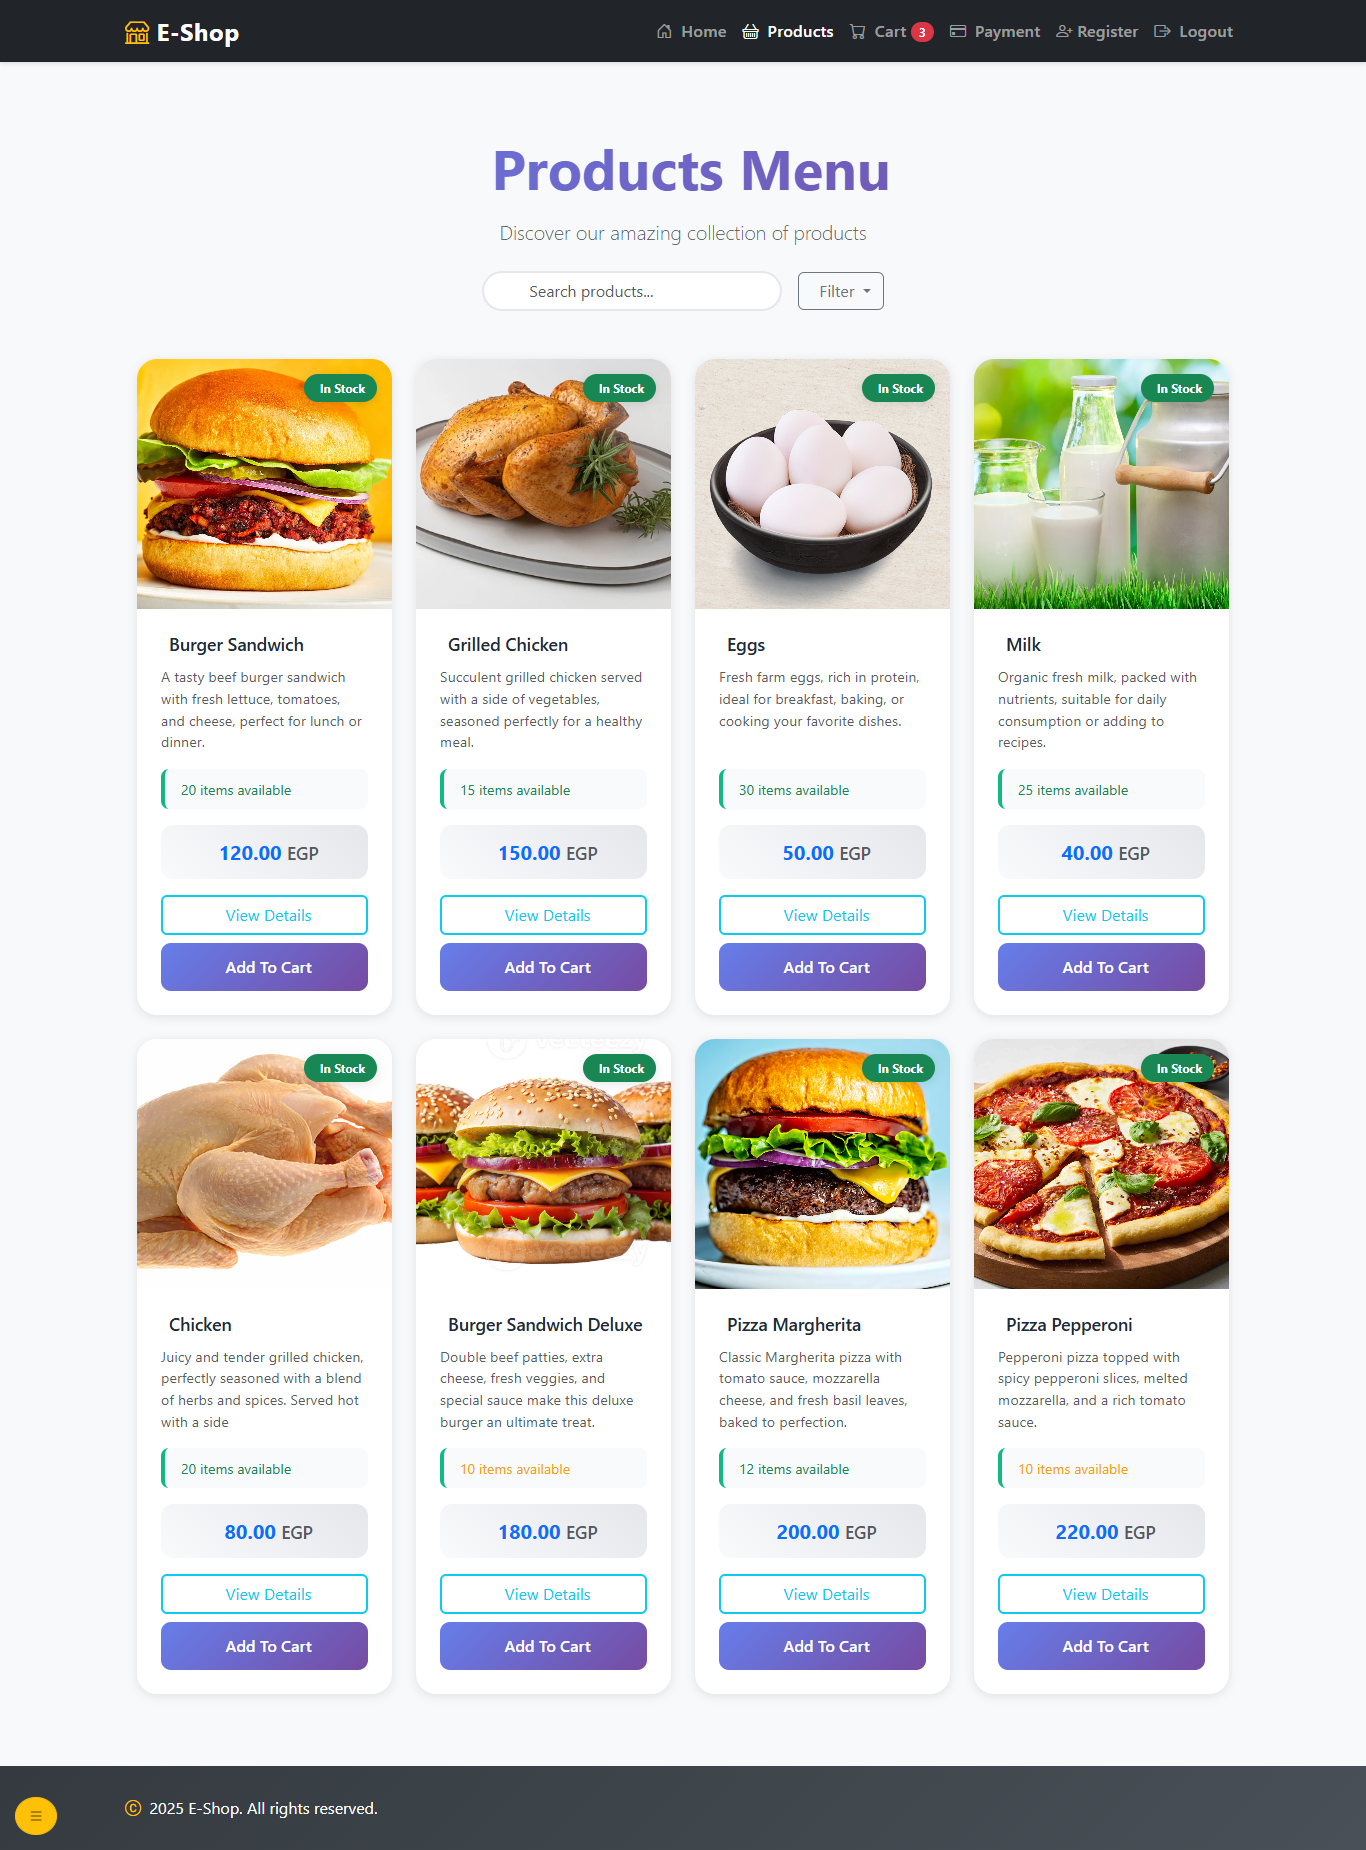 E-Shop
Home Products Cart 3 Payment Register Logout
Products Menu
Discover our amazing collection of products
Search products...
Filter
In Stock
Burger Sandwich
A tasty beef burger sandwich
with fresh lettuce, tomatoes,
and cheese, perfect for lunch or
dinner.
20 items available
120.00 EGP
View Details
Add To Cart
In Stock
Grilled Chicken
Succulent grilled chicken served
with a side of vegetables,
seasoned perfectly for a healthy
meal.
15 items available
150.00 EGP
View Details
Add To Cart
In Stock
Eggs
Fresh farm eggs, rich in protein,
ideal for breakfast, baking, or
cooking your favorite dishes.
30 items available
50.00 EGP
View Details
Add To Cart
In Stock
Milk
Organic fresh milk, packed with
nutrients, suitable for daily
consumption or adding to
recipes.
25 items available
40.00 EGP
View Details
Add To Cart
In Stock
Chicken
Juicy and tender grilled chicken,
perfectly seasoned with a blend
of herbs and spices. Served hot
with a side
20 items available
80.00 EGP
View Details
Add To Cart
vecteezy
In Stock
vecteezy
Burger Sandwich Deluxe
Double beef patties, extra
cheese, fresh veggies, and
special sauce make this deluxe
burger an ultimate treat.
10 items available
180.00 EGP
View Details
Add To Cart
In Stock
Pizza Margherita
Classic Margherita pizza with
tomato sauce, mozzarella
cheese, and fresh basil leaves,
baked to perfection.
12 items available
200.00 EGP
View Details
Add To Cart
In Stock
Pizza Pepperoni
Pepperoni pizza topped with
spicy pepperoni slices, melted
mozzarella, and a rich tomato
sauce.
10 items available
220.00 EGP
View Details
Add To Cart
© 2025 E-Shop. All rights reserved.